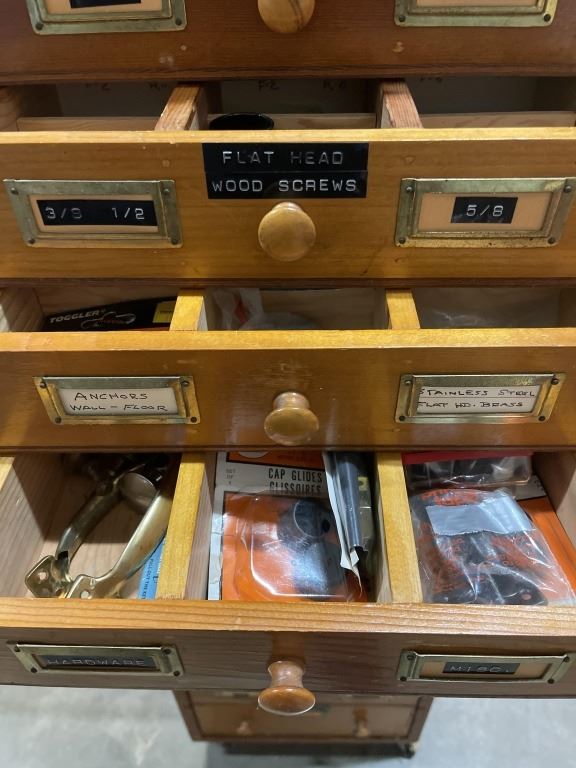 FLAT HEAD
WOOD SCREWS
3/8 1/2
5/8
TOGGLER
ANCHORS
WALL - FLOOR
STAINLESS STEEL
FLAT HD. BRASS
CAP GLIDES
GLISSOIRES
HARDWARE
MISC.